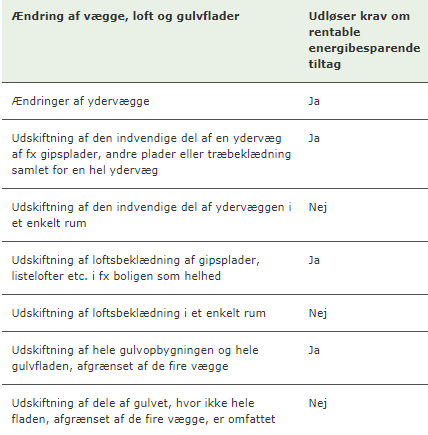 Ændring af vægge, loft og gulvflader
Udløser krav om
rentable
energibesparende
tiltag
Ændringer af ydervægge
Ja
Udskiftning af den indvendige del af en ydervæg
af fx gipsplader, andre plader eller træbeklædning
samlet for en hel ydervæg
Ja
Udskiftning af den indvendige del af ydervæggen i
et enkelt rum
Nej
Udskiftning af loftsbeklædning af gipsplader,
listelofter etc. i fx boligen som helhed
Ja
Udskiftning af loftsbeklædning i et enkelt rum
Nej
Udskiftning af hele gulvopbygningen og hele
gulvfladen, afgrænset af de fire vægge
Ja
Udskiftning af dele af gulvet, hvor ikke hele
fladen, afgrænset af de fire vægge, er omfattet
Nej